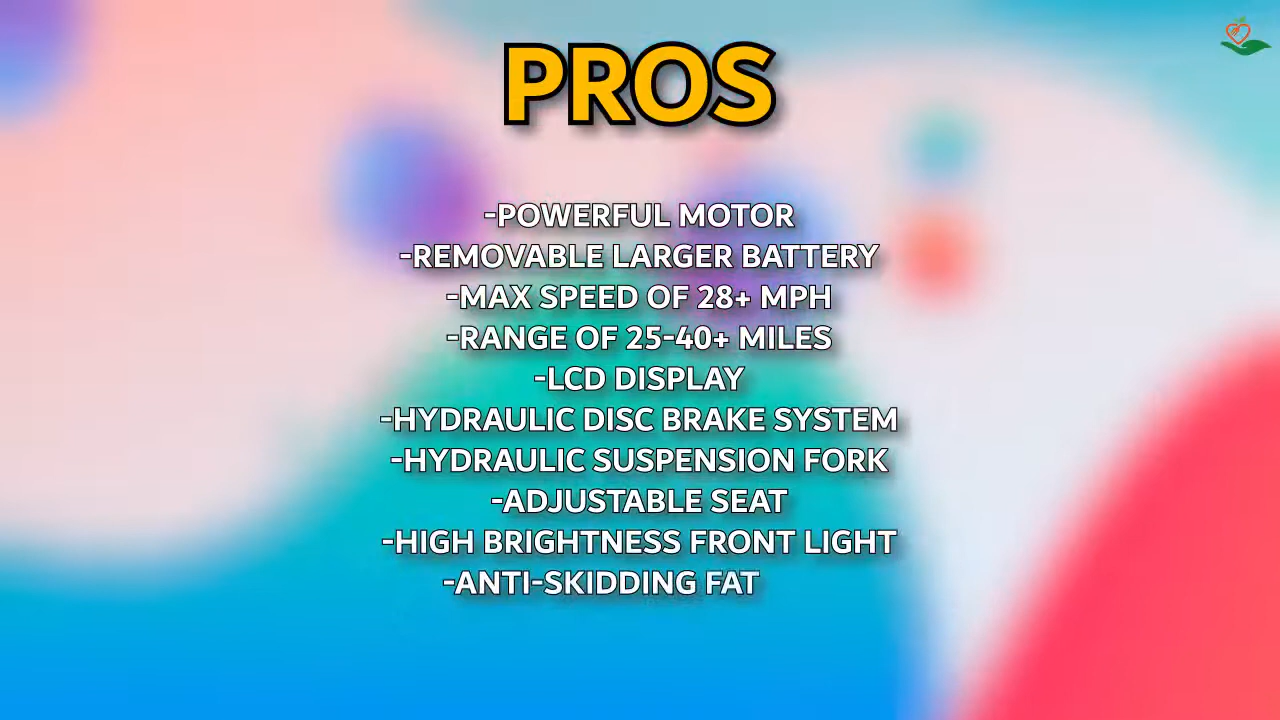 PROS
-POWERFUL MOTOR
-REMOVABLE LARGER BATTERY
-MAX SPEED OF 28+ MPH
-RANGE OF 25-40+ MILES
-LCD DISPLAY
-HYDRAULIC DISC BRAKE SYSTEM
-HYDRAULIC SUSPENSION FORK
-ADJUSTABLE SEAT
-HIGH BRIGHTNESS FRONT LIGHT
-ANTI-SKIDDING FAT